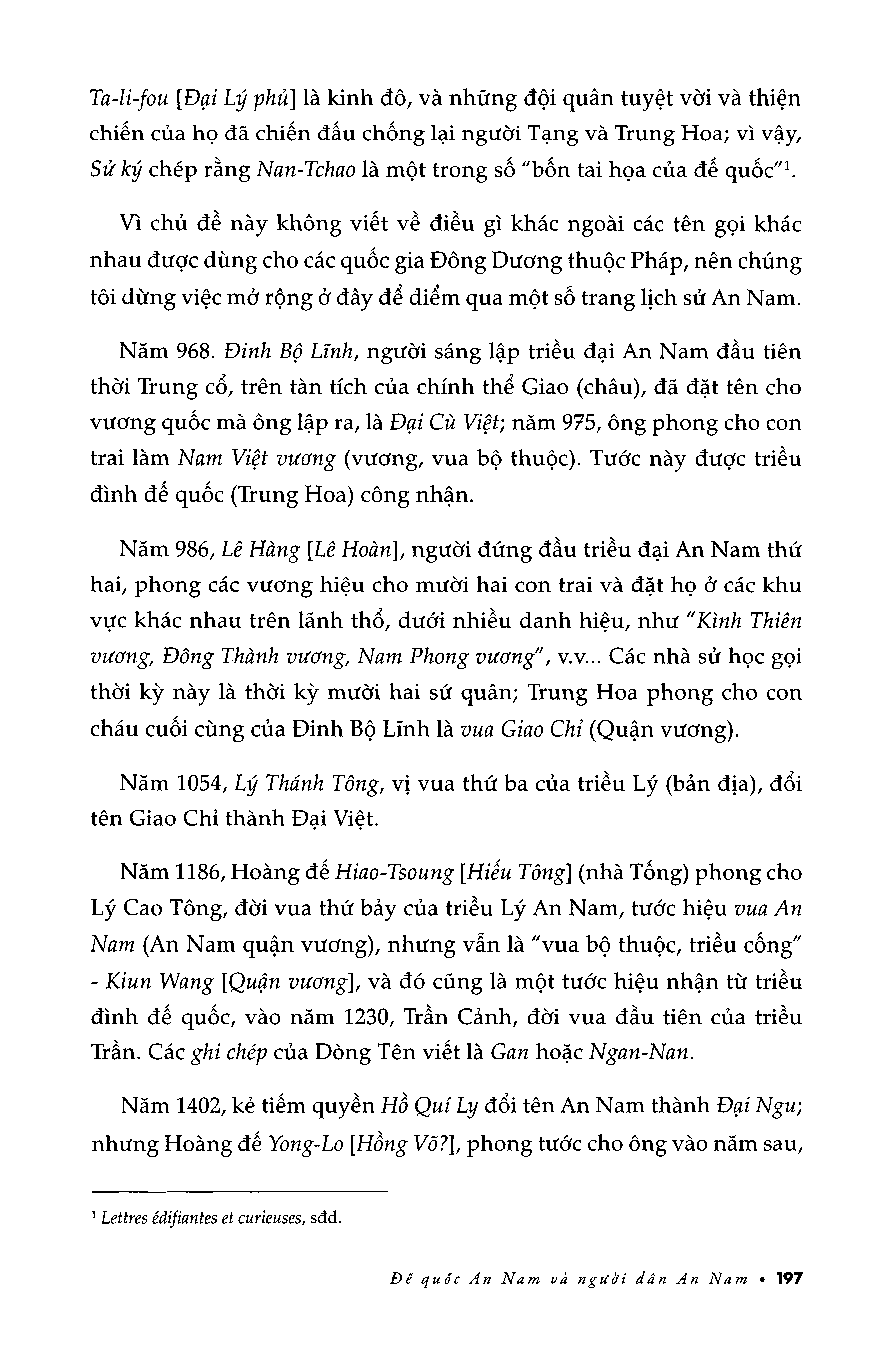 Ta-li-fou [Đại Lý phủ] là kinh đô, và những đội quân tuyệt vời và thiện
chiến của họ đã chiến đấu chống lại người Tạng và Trung Hoa; vì vậy,
Sử ký chép rằng Nan-Tchao là một trong số "bốn tai họa của đế quốc"¹.
Vì chủ đề này không viết về điều gì khác ngoài các tên gọi khác
nhau được dùng cho các quốc gia Đông Dương thuộc Pháp, nên chúng
tôi dừng việc mở rộng ở đây để điểm qua một số trang lịch sử An Nam.
Năm 968. Đinh Bộ Lĩnh, người sáng lập triều đại An Nam đầu tiên
thời Trung cổ, trên tàn tích của chính thể Giao (châu), đã đặt tên cho
vương quốc mà ông lập ra, là Đại Cù Việt; năm 975, ông phong cho con
trai làm Nam Việt vương (vương, vua bộ thuộc). Tước này được triều
đình đế quốc (Trung Hoa) công nhận.
Năm 986, Lê Hàng [Lê Hoàn], người đứng đầu triều đại An Nam thứ
hai, phong các vương hiệu cho mười hai con trai và đặt họ ở các khu
vực khác nhau trên lãnh thổ, dưới nhiều danh hiệu, như "Kình Thiên
vương, Đông Thành vương, Nam Phong vương", v.v... Các nhà sử học gọi
thời kỳ này là thời kỳ mười hai sứ quân; Trung Hoa phong cho con
cháu cuối cùng của Đinh Bộ Lĩnh là vua Giao Chỉ (Quận vương).
Năm 1054, Lý Thánh Tông, vị vua thứ ba của triều Lý (bản địa), đổi
tên Giao Chỉ thành Đại Việt.
Năm 1186, Hoàng đế Hiao-Tsoung [Hiếu Tông] (nhà Tống) phong cho
Lý Cao Tông, đời vua thứ bảy của triều Lý An Nam, tước hiệu vua An
Nam (An Nam quận vương), nhưng vẫn là "vua bộ thuộc, triều cống"
- Kiun Wang [Quận vương], và đó cũng là một tước hiệu nhận từ triều
đình đế quốc, vào năm 1230, Trần Cảnh, đời vua đầu tiên của triều
Trần. Các ghi chép của Dòng Tên viết là Gan hoặc Ngan-Nan.
Năm 1402, kẻ tiếm quyền Hồ Quí Ly đổi tên An Nam thành Đại Ngu;
nhưng Hoàng đế Yong-Lo [Hồng Võ?], phong tước cho ông vào năm sau,
¹ Lettres édifiantes et curieuses, sđd.
Đế quốc An Nam và người dân An Nam • 197